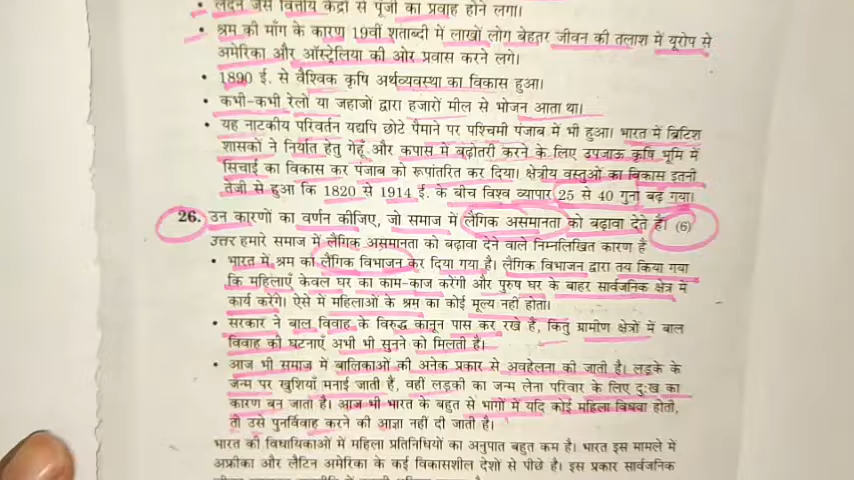 • लंदन जैसे वित्तीय केंद्रों से पूंजी का प्रवाह होने लगा।
• श्रम की माँग के कारण 19वीं शताब्दी में लाखों लोग बेहतर जीवन की तलाश में यूरोप से
अमेरिका और ऑस्ट्रेलिया की ओर प्रवास करने लगे।
• 1890 ई. से वैश्विक कृषि अर्थव्यवस्था का विकास हुआ।
• कभी-कभी रेलों या जहाजों द्वारा हजारों मील से भोजन आता था।
• यह नाटकीय परिवर्तन यद्यपि छोटे पैमाने पर पश्चिमी पंजाब में भी हुआ। भारत में ब्रिटिश
शासकों ने निर्यात हेतु गेहूँ और कपास में बढ़ोतरी करने के लिए उपजाऊ कृषि भूमि में
सिंचाई का विकास कर पंजाब को रूपांतरित कर दिया। क्षेत्रीय वस्तुओं का विकास इतनी
तेजी से हुआ कि 1820 से 1914 ई. के बीच विश्व व्यापार 25 से 40 गुना बढ़ गया।
26. उन कारणों का वर्णन कीजिए, जो समाज में लैंगिक असमानता को बढ़ावा देते हैं। (6)
उत्तर हमारे समाज में लैंगिक असमानता को बढ़ावा देने वाले निम्नलिखित कारण है
• भारत में श्रम को लैंगिक विभाजन कर दिया गया है। लैंगिक विभाजन द्वारा तय किया गया
कि महिलाएँ केवल घर का काम-काज करेंगी और पुरुष घर के बाहर सार्वजनिक क्षेत्र में
कार्य करेंगे। ऐसे में महिलाओं के श्रम का कोई मूल्य नहीं होता।
• सरकार ने बाल विवाह के विरुद्ध कानून पास कर रखे है, किंतु ग्रामीण क्षेत्रों में बाल
विवाह की घटनाएँ अभी भी सुनने को मिलती है।
• आज भी समाज में बालिकाओं की अनेक प्रकार से अवहेलना की जाती है। लड़के के
जन्म पर खुशियाँ मनाई जाती हैं, वहीं लड़की का जन्म लेना परिवार के लिए दुःख का
कारण बन जाता है। आज भी भारत के बहुत से भागों में यदि कोई महिला विधवा होती,
तो उसे पुनर्विवाह करने की आज्ञा नहीं दी जाती है।
भारत की विधायिकाओं में महिला प्रतिनिधियों का अनुपात बहुत कम है। भारत इस मामले में
अफ्रीका और लैटिन अमेरिका के कई विकासशील देशों से पीछे है। इस प्रकार सार्वजनिक